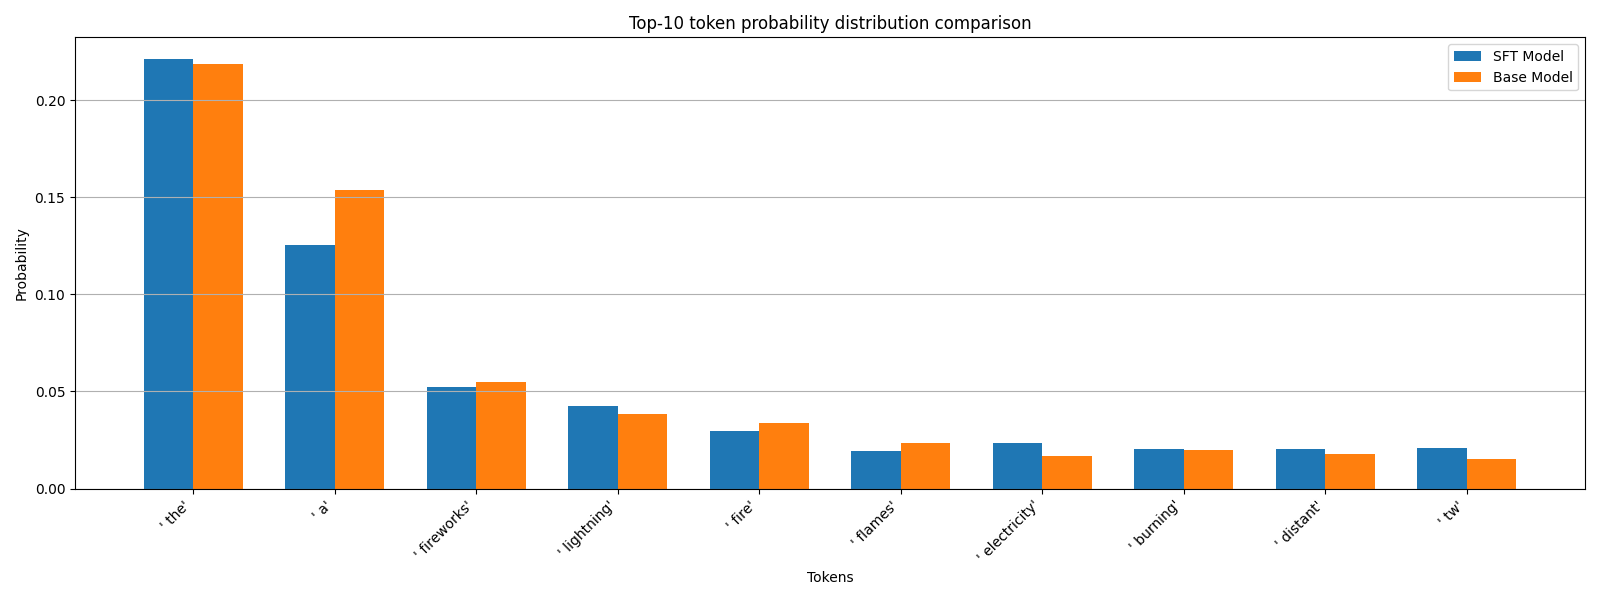 Top-10 token probability distribution comparison
SFT Model
Base Model
Probability
0.20
0.15
0.10
0.05
0.00
' the'
' a'
' fireworks'
' lightning'
' fire'
' flames'
' electricity'
' burning'
' distant'
' tw'
Tokens